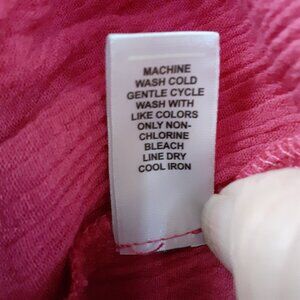 MACHINE
WASH COLD
GENTLE CYCLE
WASH WITH
LIKE COLORS
ONLY NON-
CHLORINE
BLEACH
LINE DRY
COOL IRON